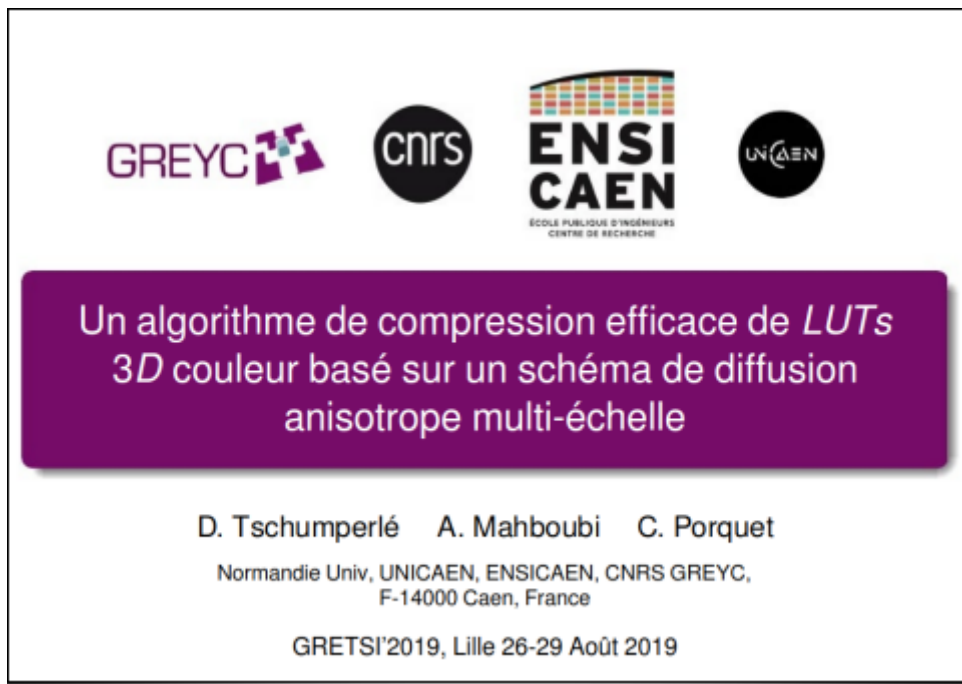 GREYC
cnrs
ENSI
CAEN
ÉCOLE PUBLIQUE D'INGÉNIEURS
CENTRE DE RECHERCHE
UNICAEN
Un algorithme de compression efficace de LUTs
3D couleur basé sur un schéma de diffusion
anisotrope multi-échelle
D. Tschumperlé A. Mahboubi C. Porquet
Normandie Univ, UNICAEN, ENSICAEN, CNRS GREYC,
F-14000 Caen, France
GRETSI'2019, Lille 26-29 Août 2019